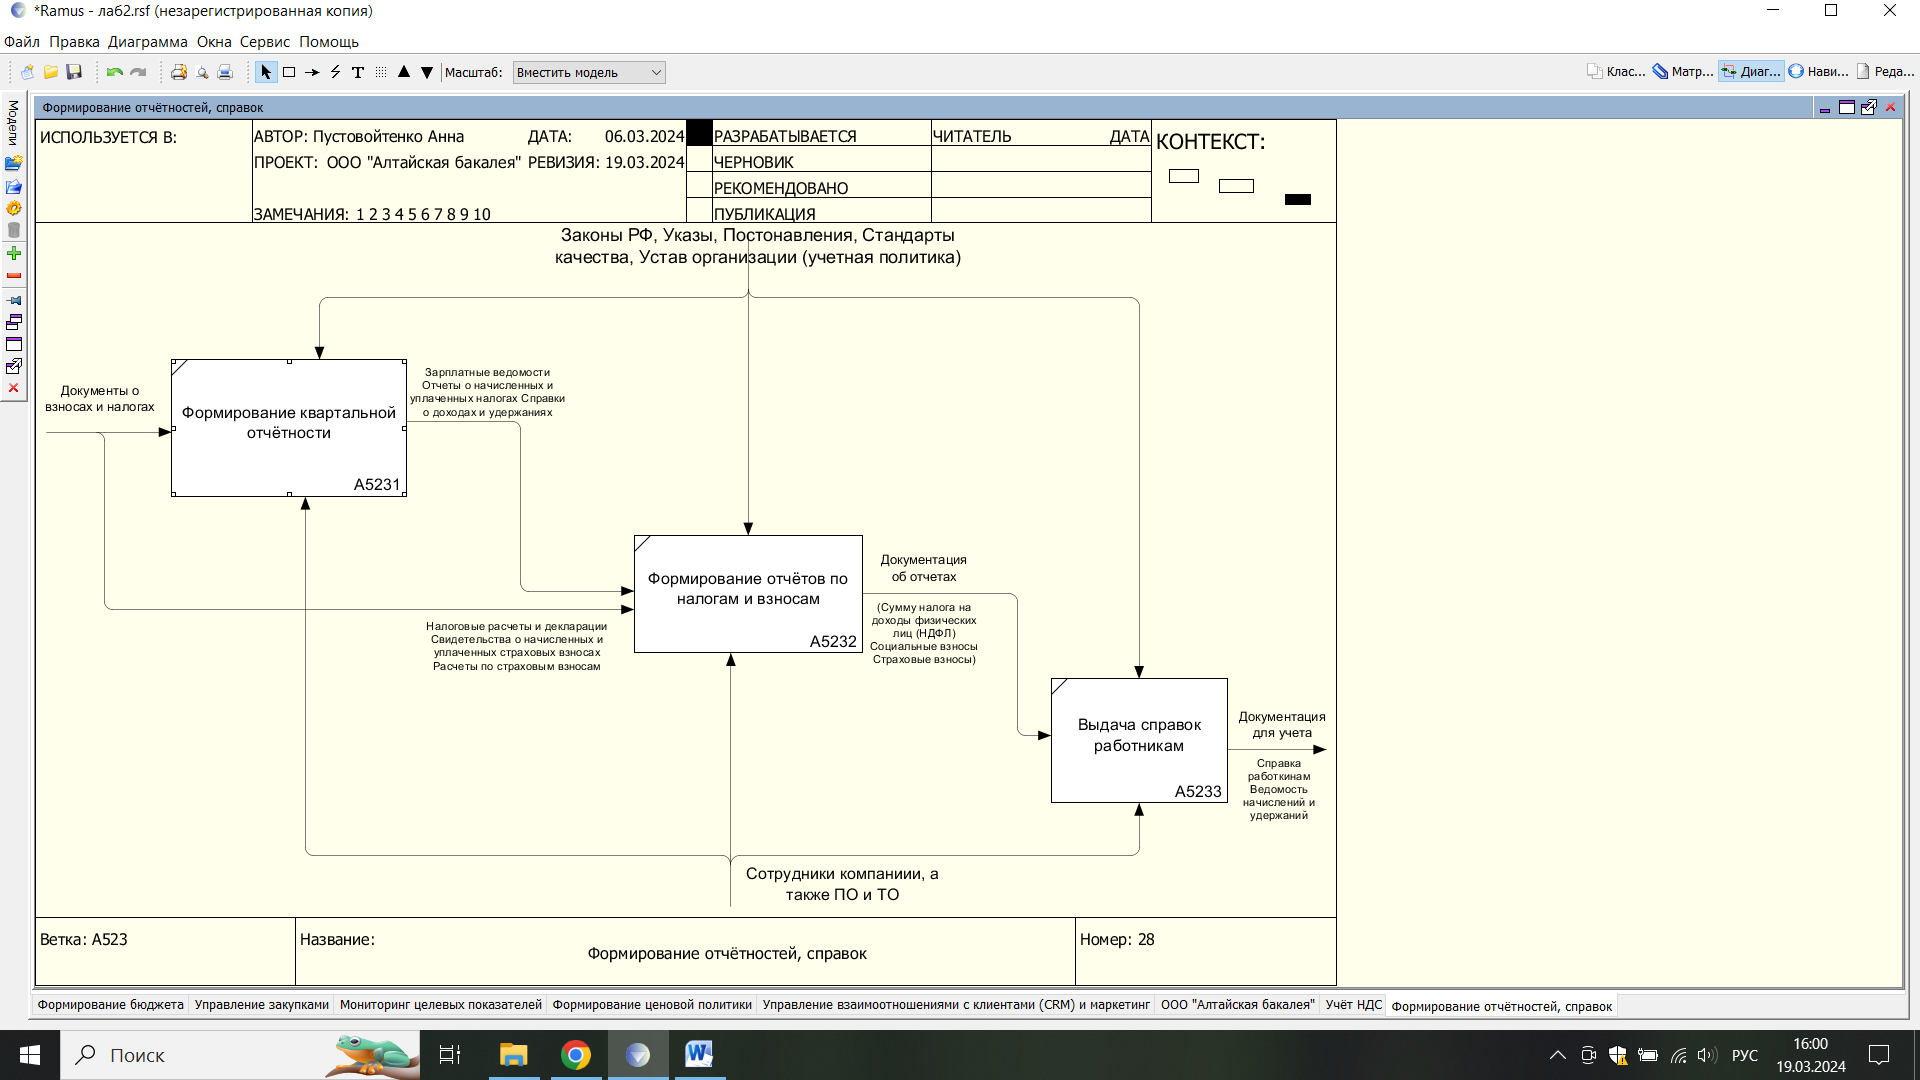 *Ramus - лаб2.rsf (незарегистрированная копия)
Файл Правка Диаграмма Окна Сервис Помощь
Масштаб: Вместить модель
Клас... Матр... Диаг... Нави... Реда...
Модели
Формирование отчётностей, справок
ИСПОЛЬЗУЕТСЯ В:
АВТОР: Пустовойтенко Анна ДАТА: 06.03.2024
ПРОЕКТ: ООО "Алтайская бакалея" РЕВИЗИЯ: 19.03.2024
ЗАМЕЧАНИЯ: 1 2 3 4 5 6 7 8 9 10
РАЗРАБАТЫВАЕТСЯ
ЧЕРНОВИК
РЕКОМЕНДОВАНО
ПУБЛИКАЦИЯ
ЧИТАТЕЛЬ ДАТА
КОНТЕКСТ:
Законы РФ, Указы, Постонавления, Стандарты
качества, Устав организации (учетная политика)
Документы о
взносах и налогах
Формирование квартальной
отчётности
A5231
Зарплатные ведомости
Отчеты о начисленных и
уплаченных налогах Справки
о доходах и удержаниях
Формирование отчётов по
налогам и взносам
A5232
Налоговые расчеты и декларации
Свидетельства о начисленных и
уплаченных страховых взносах
Расчеты по страховым взносам
Документация
об отчетах
(Сумму налога на
доходы физических
лиц (НДФЛ)
Социальные взносы
Страховые взносы)
Выдача справок
работникам
A5233
Документация
для учета
Справка
работкинам
Ведомость
начислений и
удержаний
Сотрудники компаниии, а
также ПО и ТО
Ветка: A523
Название:
Формирование отчётностей, справок
Номер: 28
Формирование бюджета Управление закупками Мониторинг целевых показателей Формирование ценовой политики Управление взаимоотношениями с клиентами (CRM) и маркетинг ООО "Алтайская бакалея" Учёт НДС Формирование отчётностей, справок
Поиск
РУС
16:00
19.03.2024